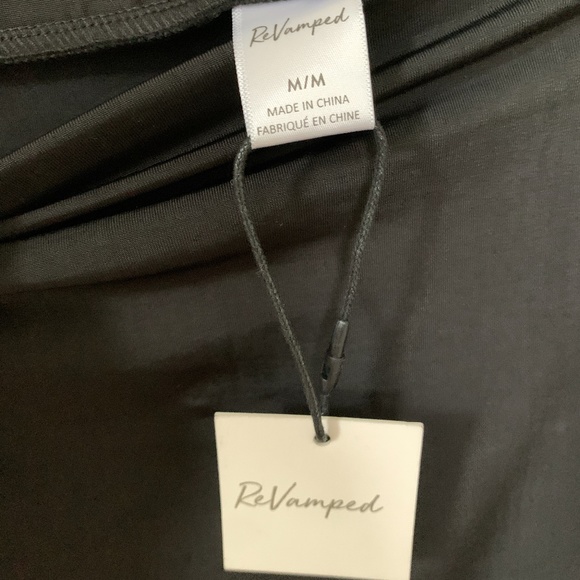 ReVamped
M/M
MADE IN CHINA
FABRIQUÉ EN CHINE
ReVamped